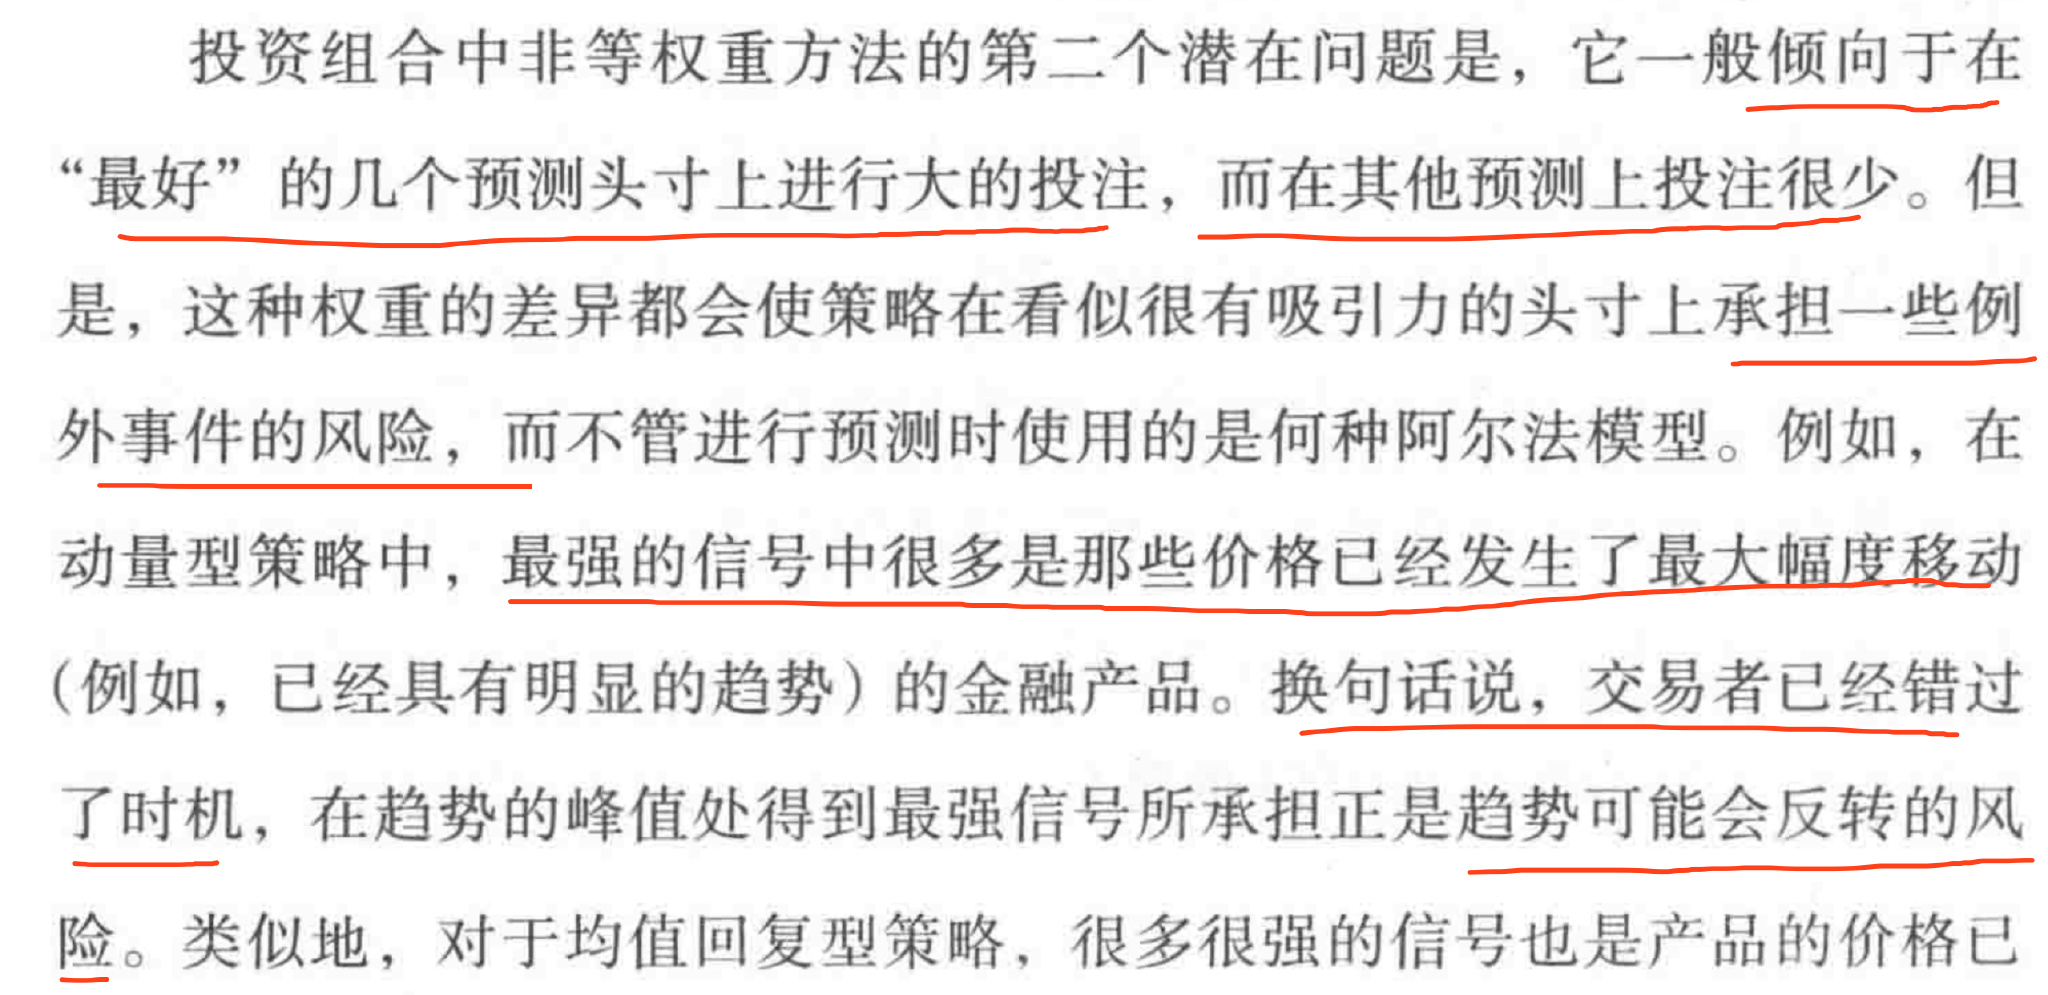 投资组合中非等权重方法的第二个潜在问题是，它一般倾向于在
“最好”的几个预测头寸上进行大的投注，而在其他预测上投注很少。但
是，这种权重的差异都会使策略在看似很有吸引力的头寸上承担一些例
外事件的风险，而不管进行预测时使用的是何种阿尔法模型。例如，在
动量型策略中，最强的信号中很多是那些价格已经发生了最大幅度移动
（例如，已经具有明显的趋势）的金融产品。换句话说，交易者已经错过
了时机，在趋势的峰值处得到最强信号所承担正是趋势可能会反转的风
险。类似地，对于均值回复型策略，很多很强的信号也是产品的价格已